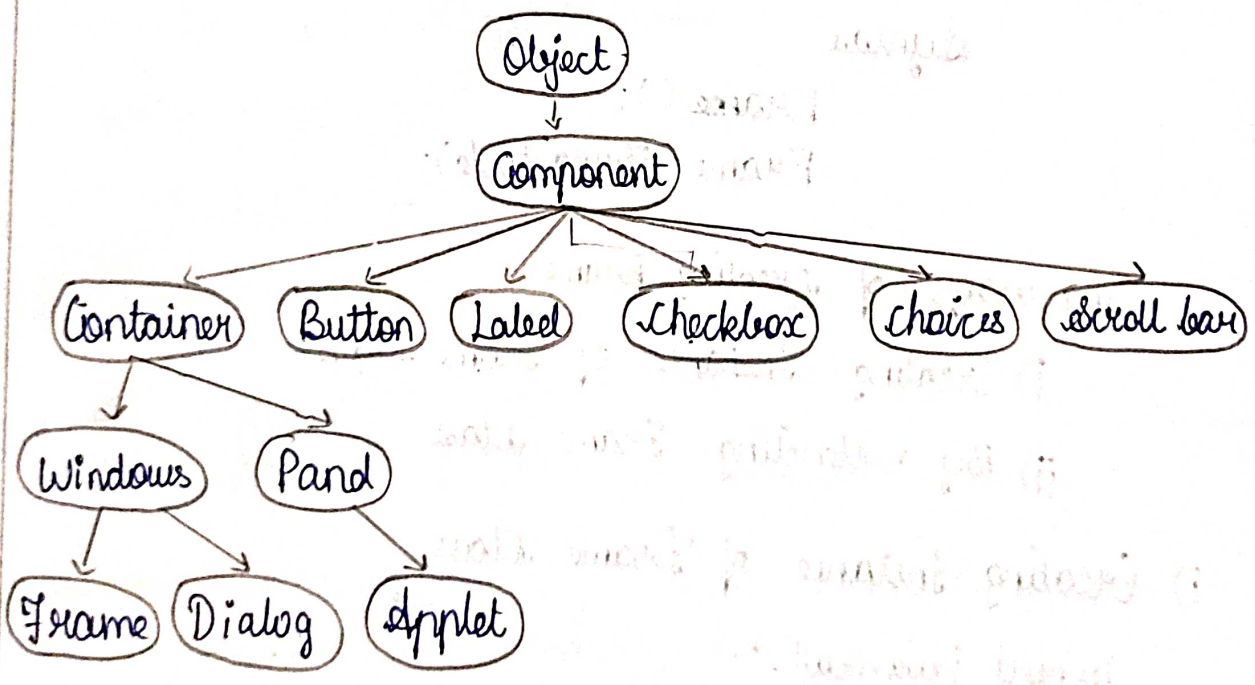 Object
Component
Container Button Label Checkbox choices Scroll bar
Windows Pand
Frame Dialog Applet